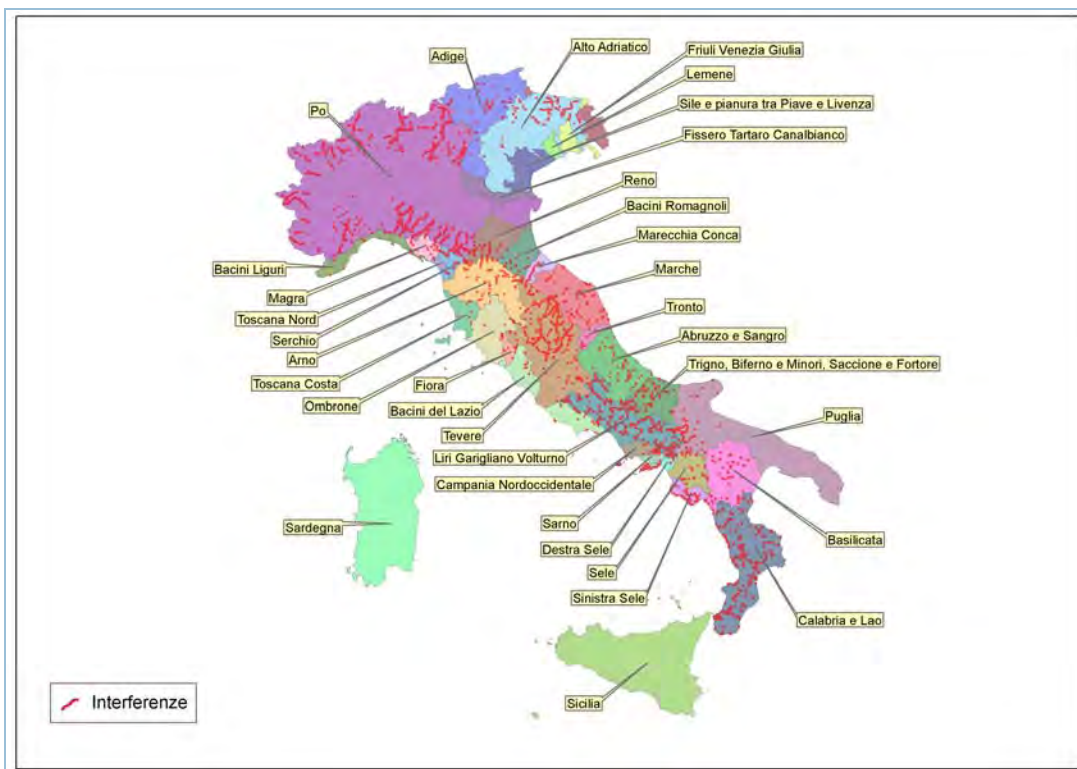 Alto Adriatico
Friuli Venezia Giulia
Adige
Lemene
Sile e pianura tra Piave e Livenza
Po
Fissero Tartaro Canalbianco
Reno
Bacini Romagnoli
Marecchia Conca
Bacini Liguri
Marche
Magra
Tronto
Toscana Nord
Abruzzo e Sangro
Serchio
Arno
Trigno, Biferno e Minori, Saccione e Fortore
Toscana Costa
Fiora
Ombrone
Bacini del Lazio
Puglia
Tevere
Liri Garigliano Volturno
Campania Nordoccidentale
Sardegna
Sarno
Basilicata
Destra Sele
Sele
Sinistra Sele
Calabria e Lao
Interferenze
Sicilia